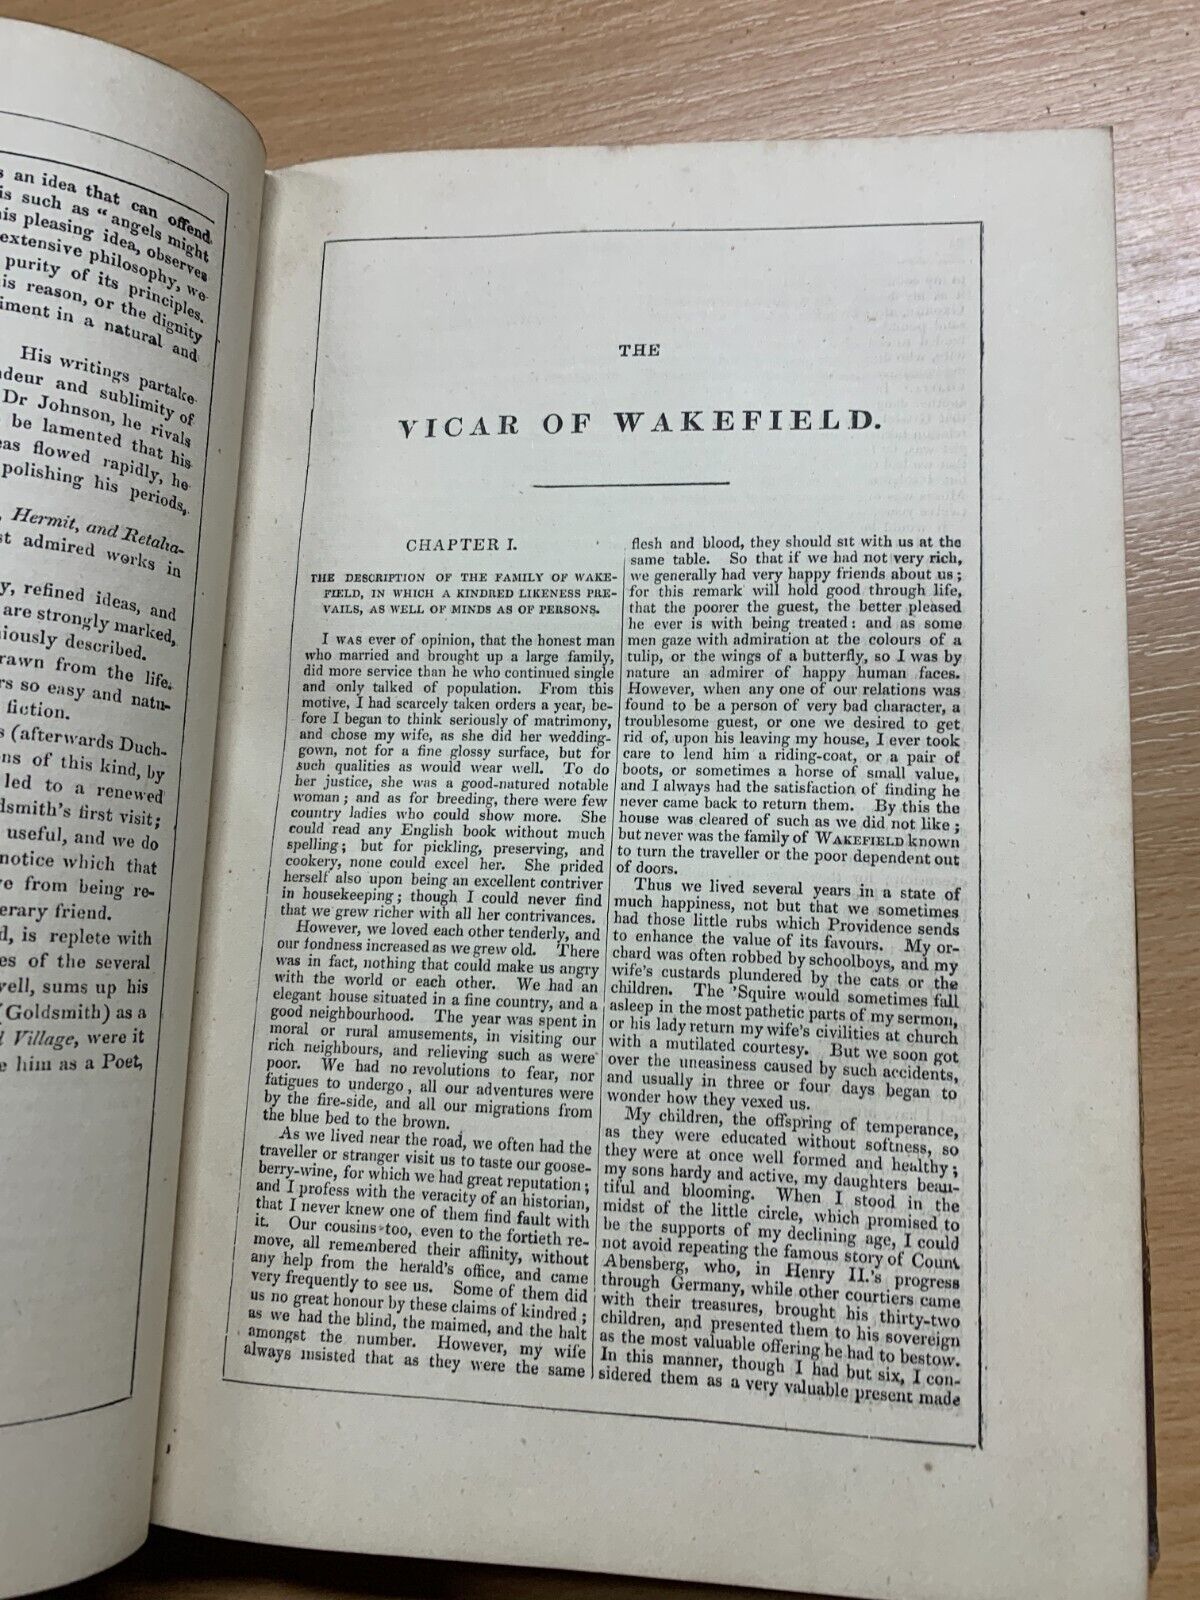 s an idea that can offend
is such as "angels might
his pleasing idea, observes
extensive philosophy, we
purity of its principles.
is reason, or the dignity
iment in a natural and
His writings partake
ndeur and sublimity of
Dr Johnson, he rivals
be lamented that his
eas flowed rapidly, he
polishing his periods,
, Hermit, and Retalia-
st admired works in
y, refined ideas, and
are strongly marked,
niously described.
rawn from the life.
rs so easy and natu-
fiction.
s (afterwards Duch-
ons of this kind, by
led to a renewed
ldsmith's first visit;
useful, and we do
notice which that
ve from being re-
erary friend.
d, is replete with
es of the several
well, sums up his
(Goldsmith) as a
d Village, were it
e him as a Poet,
THE
VICAR OF WAKEFIELD.
CHAPTER I.
THE DESCRIPTION OF THE FAMILY OF WAKE-
FIELD, IN WHICH A KINDRED LIKENESS PRE-
VAILS, AS WELL OF MINDS AS OF PERSONS.
I WAS ever of opinion, that the honest man
who married and brought up a large family,
did more service than he who continued single
and only talked of population. From this
motive, I had scarcely taken orders a year, be-
fore I began to think seriously of matrimony,
and chose my wife, as she did her wedding-
gown, not for a fine glossy surface, but for
such qualities as would wear well. To do
her justice, she was a good-natured notable
woman; and as for breeding, there were few
country ladies who could show more. She
could read any English book without much
spelling; but for pickling, preserving, and
cookery, none could excel her. She prided
herself also upon being an excellent contriver
in housekeeping; though I could never find
that we grew richer with all her contrivances.
However, we loved each other tenderly, and
our fondness increased as we grew old. There
was in fact, nothing that could make us angry
with the world or each other. We had an
elegant house situated in a fine country, and a
good neighbourhood. The year was spent in
moral or rural amusements, in visiting our
rich neighbours, and relieving such as were
poor. We had no revolutions to fear, nor
fatigues to undergo, all our adventures were
by the fire-side, and all our migrations from
the blue bed to the brown.
As we lived near the road, we often had the
traveller or stranger visit us to taste our goose-
berry-wine, for which we had great reputation;
and I profess with the veracity of an historian,
that I never knew one of them find fault with
it. Our cousins too, even to the fortieth re-
move, all remembered their affinity, without
any help from the herald's office, and came
very frequently to see us. Some of them did
us no great honour by these claims of kindred;
as we had the blind, the maimed, and the halt
amongst the number. However, my wife
always insisted that as they were the same
flesh and blood, they should sit with us at the
same table. So that if we had not very rich,
we generally had very happy friends about us;
for this remark will hold good through life,
that the poorer the guest, the better pleased
he ever is with being treated: and as some
men gaze with admiration at the colours of a
tulip, or the wings of a butterfly, so I was by
nature an admirer of happy human faces.
However, when any one of our relations was
found to be a person of very bad character, a
troublesome guest, or one we desired to get
rid of, upon his leaving my house, I ever took
care to lend him a riding-coat, or a pair of
boots, or sometimes a horse of small value,
and I always had the satisfaction of finding he
never came back to return them. By this the
house was cleared of such as we did not like;
but never was the family of WAKEFIELD known
to turn the traveller or the poor dependent out
of doors.
Thus we lived several years in a state of
much happiness, not but that we sometimes
had those little rubs which Providence sends
to enhance the value of its favours. My or-
chard was often robbed by schoolboys, and my
wife's custards plundered by the cats or the
children. The 'Squire would sometimes fall
asleep in the most pathetic parts of my sermon,
or his lady return my wife's civilities at church
with a mutilated courtesy. But we soon got
over the uneasiness caused by such accidents,
and usually in three or four days began to
wonder how they vexed us.
My children, the offspring of temperance,
as they were educated without softness, so
they were at once well formed and healthy;
my sons hardy and active, my daughters beau-
tiful and blooming. When I stood in the
midst of the little circle, which promised to
be the supports of my declining age, I could
not avoid repeating the famous story of Count
Abensberg, who, in Henry II.'s progress
through Germany, while other courtiers came
with their treasures, brought his thirty-two
children, and presented them to his sovereign
as the most valuable offering he had to bestow.
In this manner, though I had but six, I con-
sidered them as a very valuable present made